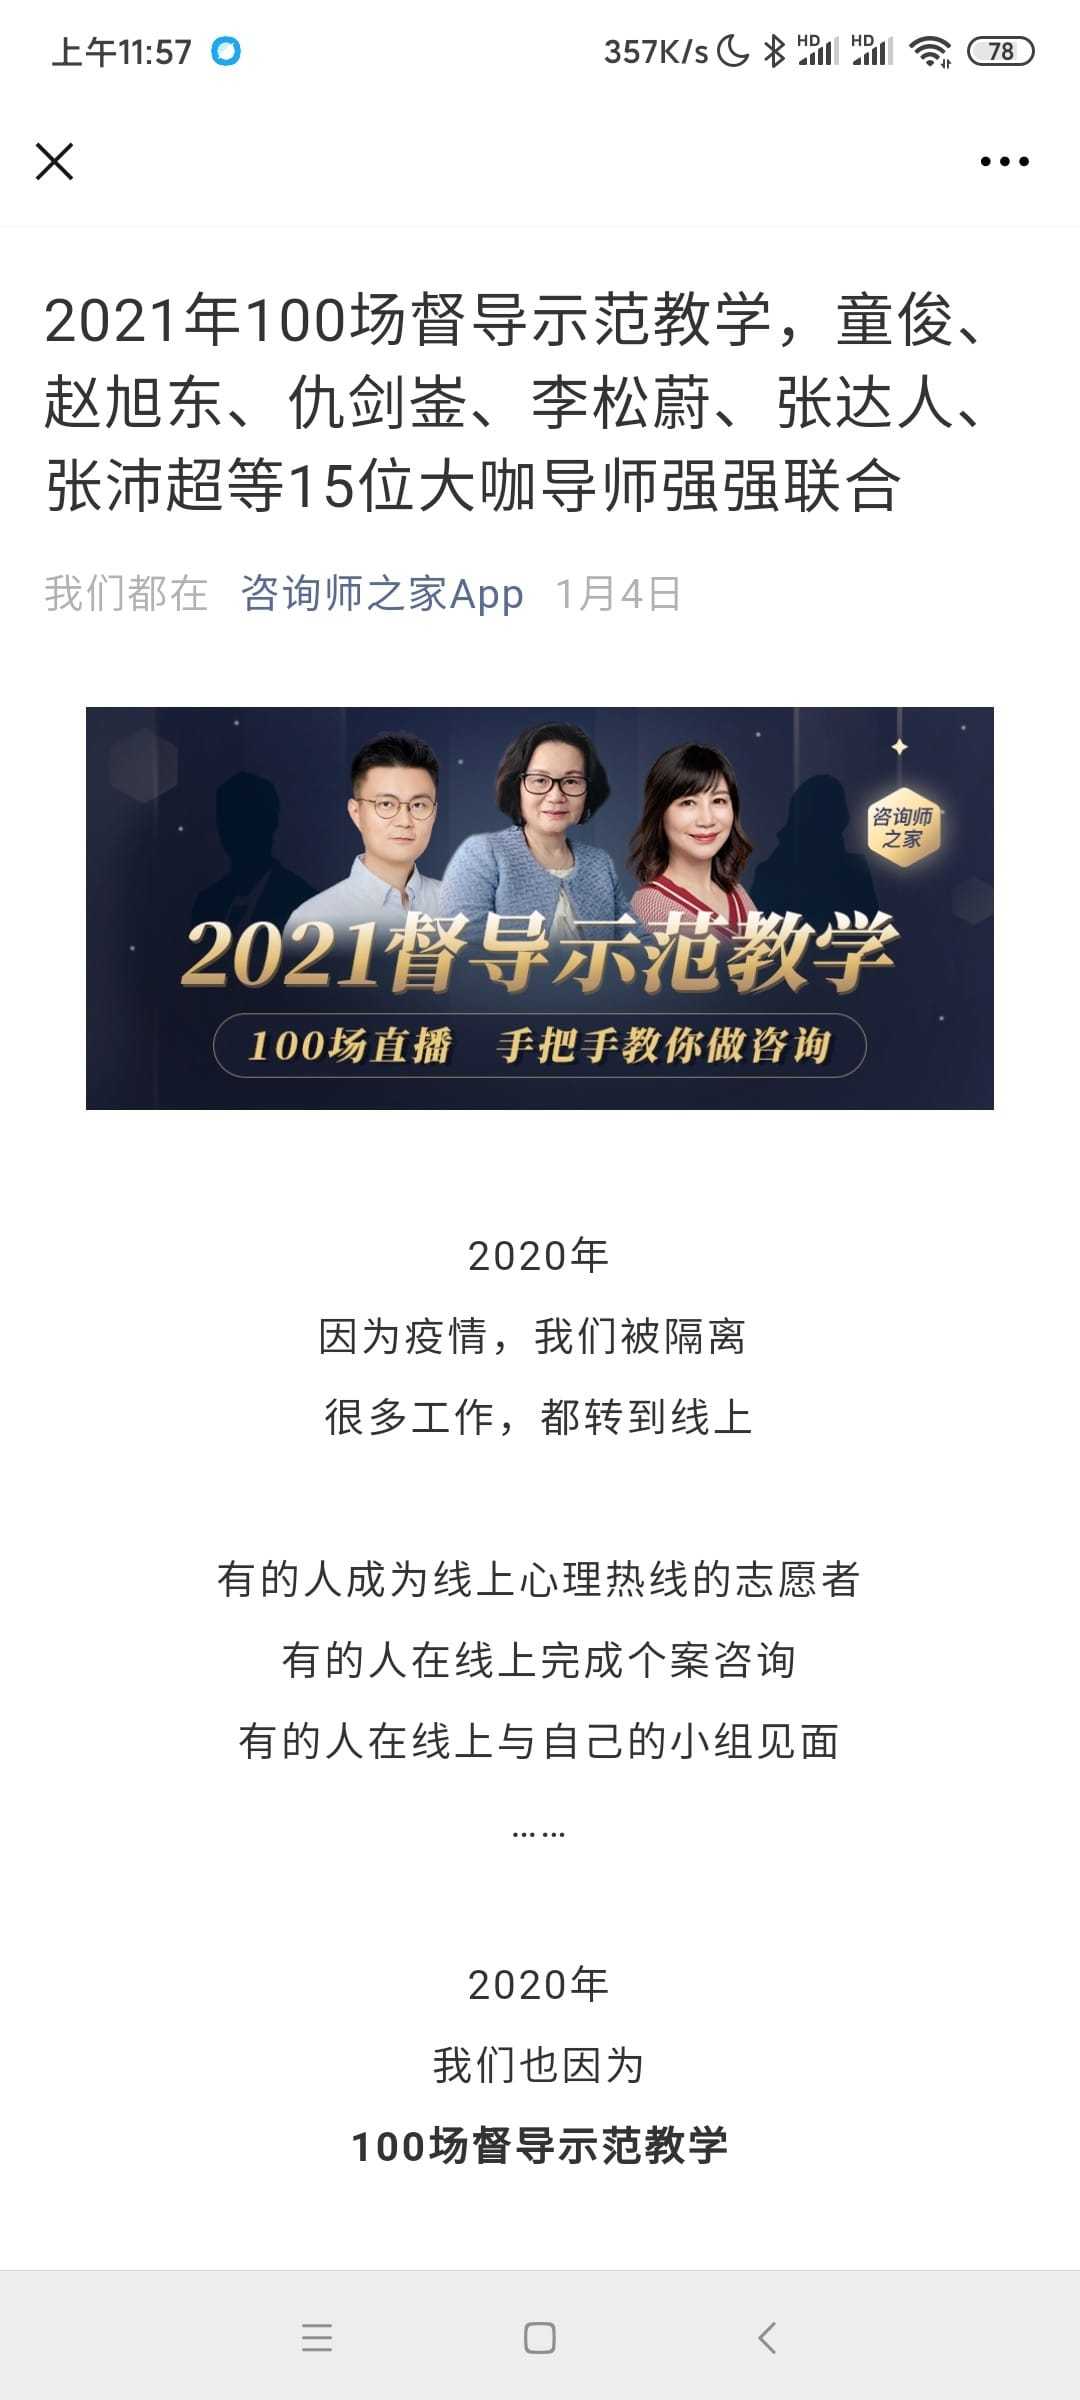 上午11:57
357K/s
HD
HD
78
2021年100场督导示范教学，童俊、
赵旭东、仇剑崟、李松蔚、张达人、
张沛超等15位大咖导师强强联合
我们都在 咨询师之家App 1月4日
咨询师
之家
2021督导示范教学
100场直播 手把手教你做咨询
2020年
因为疫情，我们被隔离
很多工作，都转到线上
有的人成为线上心理热线的志愿者
有的人在线上完成个案咨询
有的人在线上与自己的小组见面
……
2020年
我们也因为
100场督导示范教学